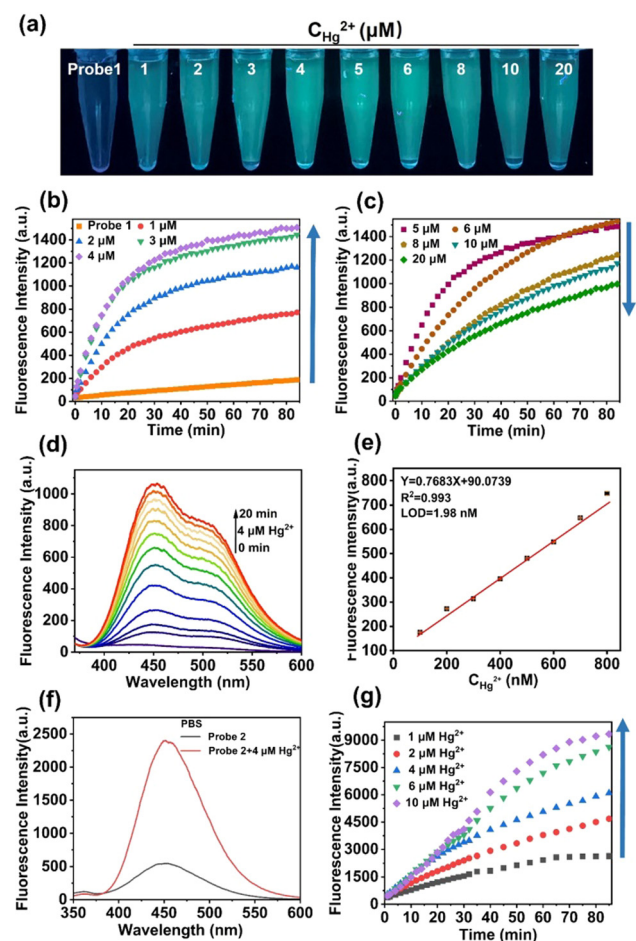 (a)
C_Hg²⁺ (μM)
Probe1 1 2 3 4 5 6 8 10 20
(b)
Fluorescence Intensity (a.u.)
Probe 1 1 μM
2 μM 3 μM
4 μM
1400
1200
1000
800
600
400
200
0
0 10 20 30 40 50 60 70 80
Time (min)
(c)
Fluorescence Intensity (a.u.)
5 μM 6 μM
8 μM 10 μM
20 μM
1400
1200
1000
800
600
400
200
0
0 10 20 30 40 50 60 70 80
Time (min)
(d)
Fluorescence Intensity (a.u.)
20 min
4 μM Hg²⁺
0 min
1000
800
600
400
200
0
400 450 500 550 600
Wavelength (nm)
(e)
Fluorescence Intensity(a.u.)
Y=0.7683X+90.0739
R²=0.993
LOD=1.98 nM
800
700
600
500
400
300
200
100
0 200 400 600 800
C_Hg²⁺ (nM)
(f)
Fluorescence Intensity(a.u.)
PBS
Probe 2
Probe 2+4 μM Hg²⁺
2500
2000
1500
1000
500
0
350 400 450 500 550 600
Wavelength (nm)
(g)
Fluorescence Intensity(a.u.)
1 μM Hg²⁺
2 μM Hg²⁺
4 μM Hg²⁺
6 μM Hg²⁺
10 μM Hg²⁺
9000
7500
6000
4500
3000
1500
0
0 10 20 30 40 50 60 70 80
Time (min)